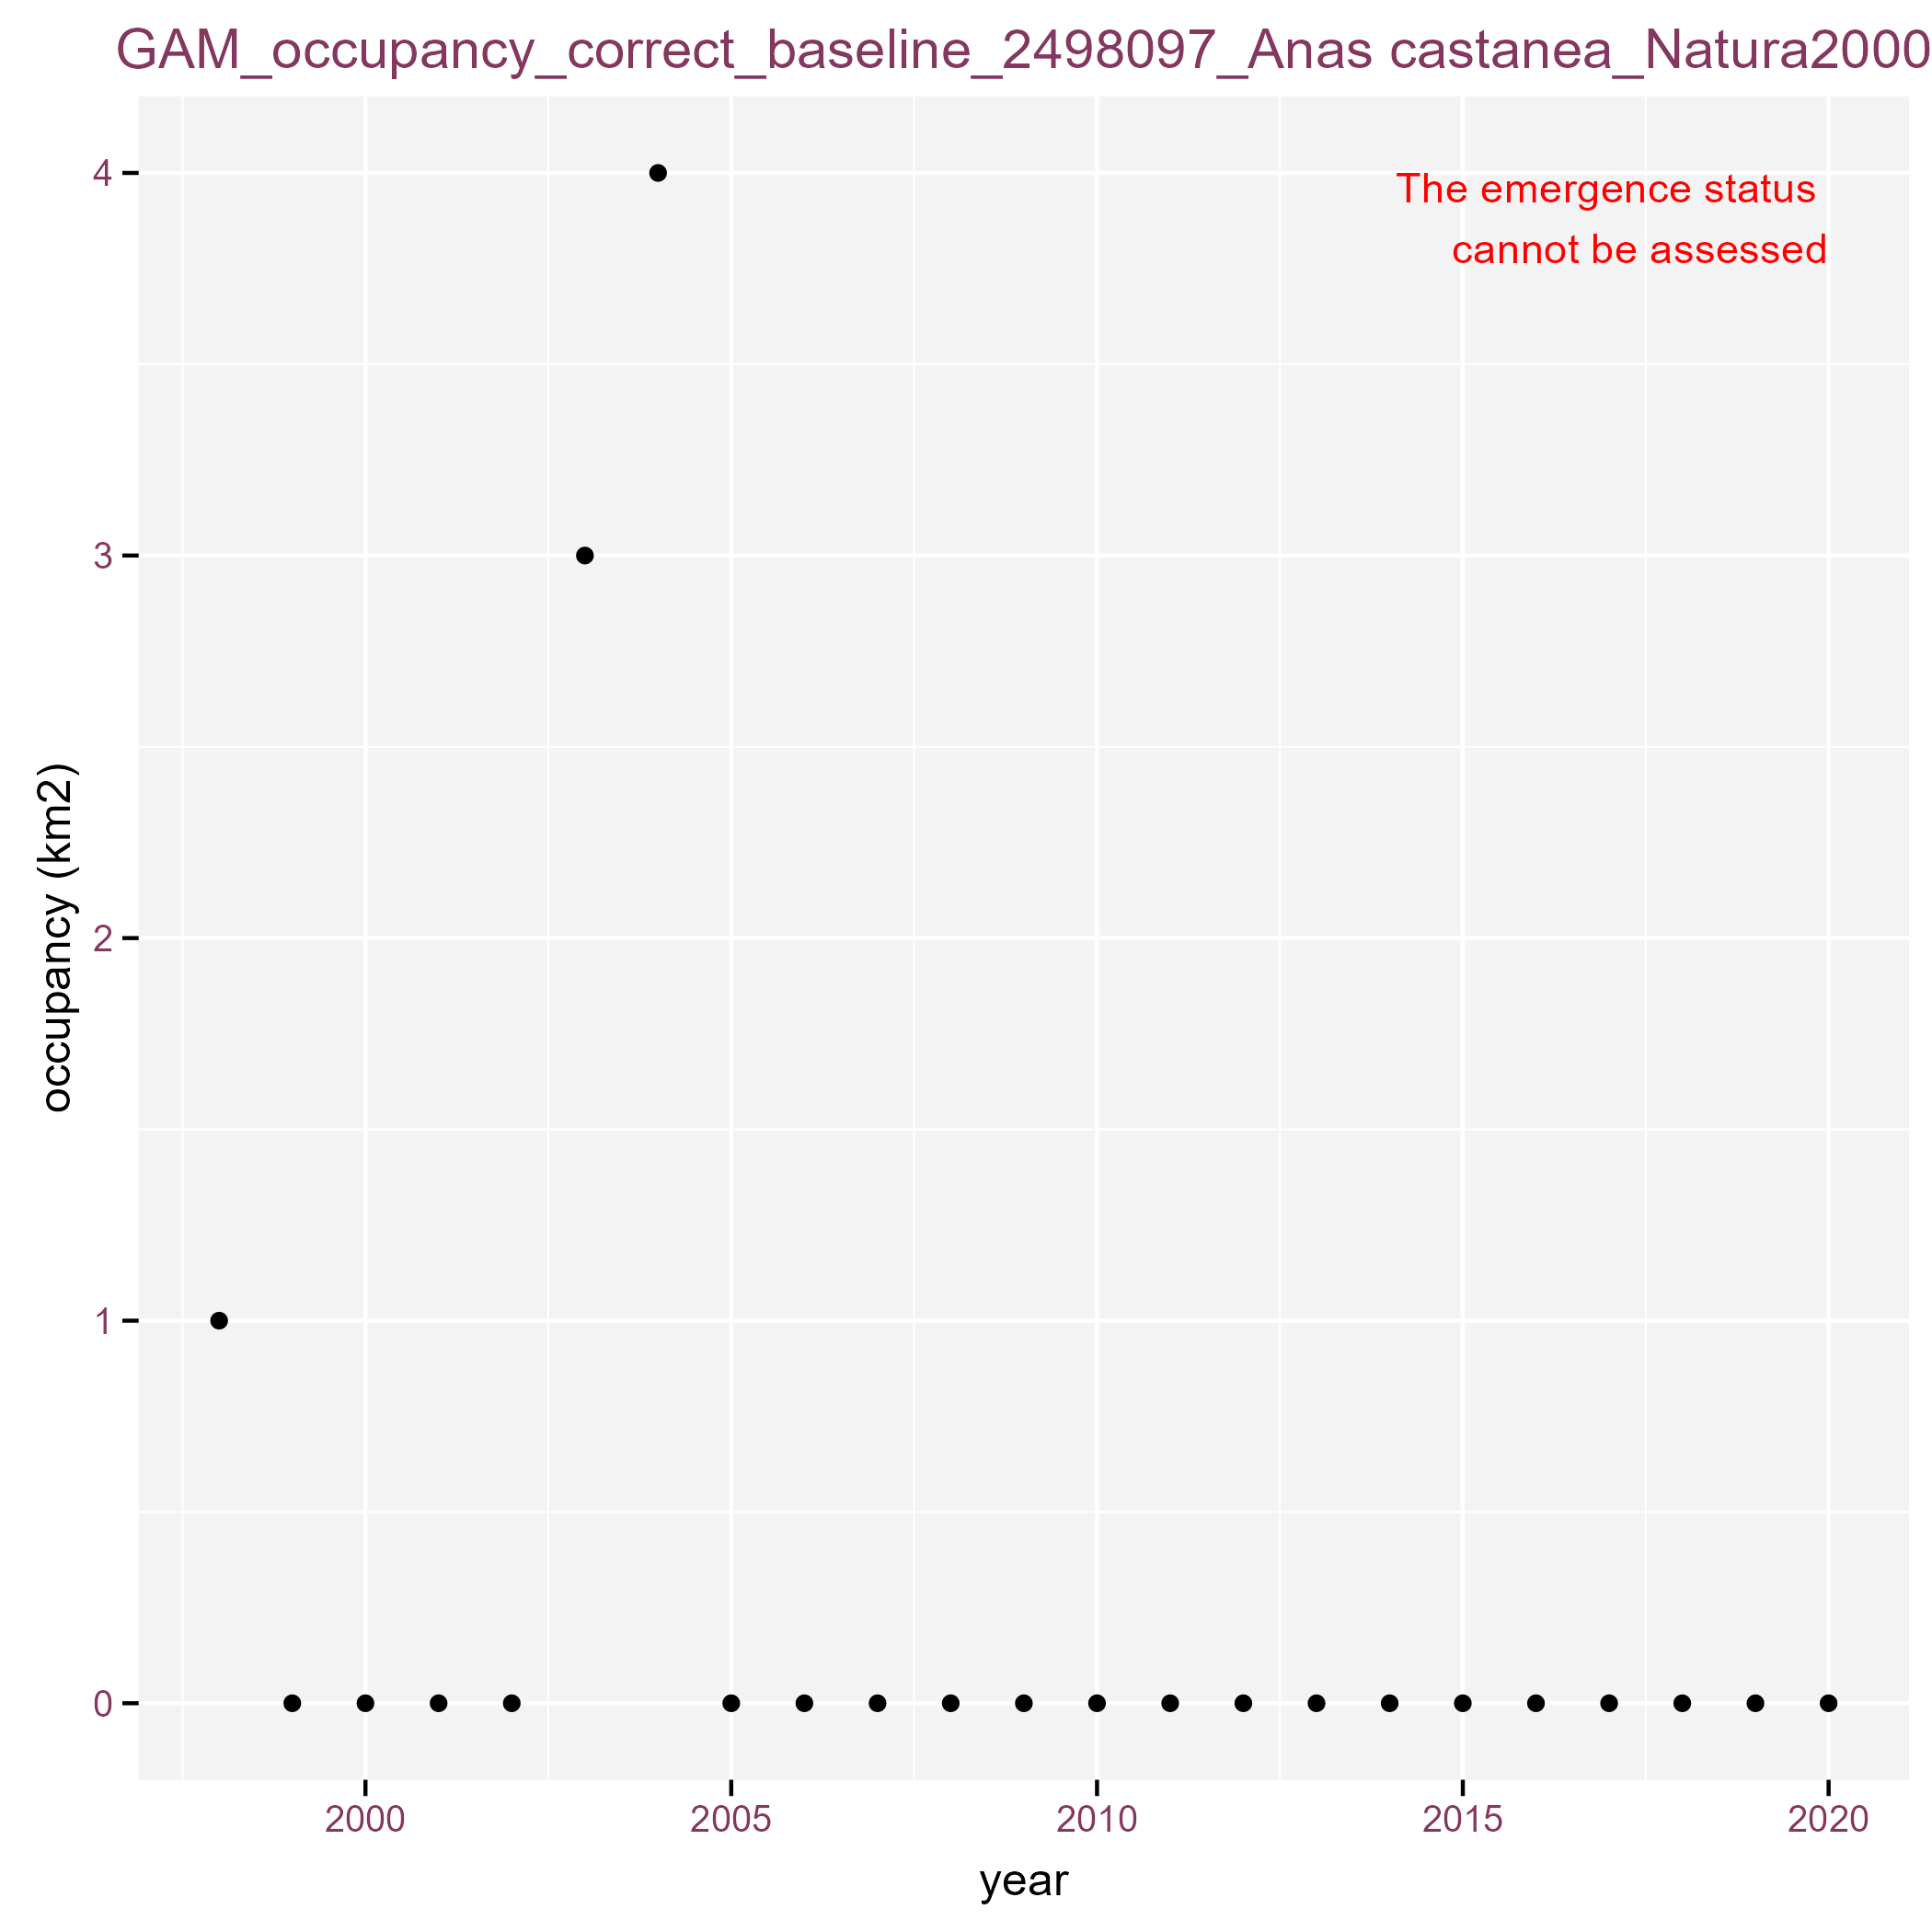 GAM_occupancy_correct_baseline_2498097_Anas castanea_Natura2000
The emergence status
cannot be assessed
4
3
2
1
0
occupancy (km2)
2000 2005 2010 2015 2020
year